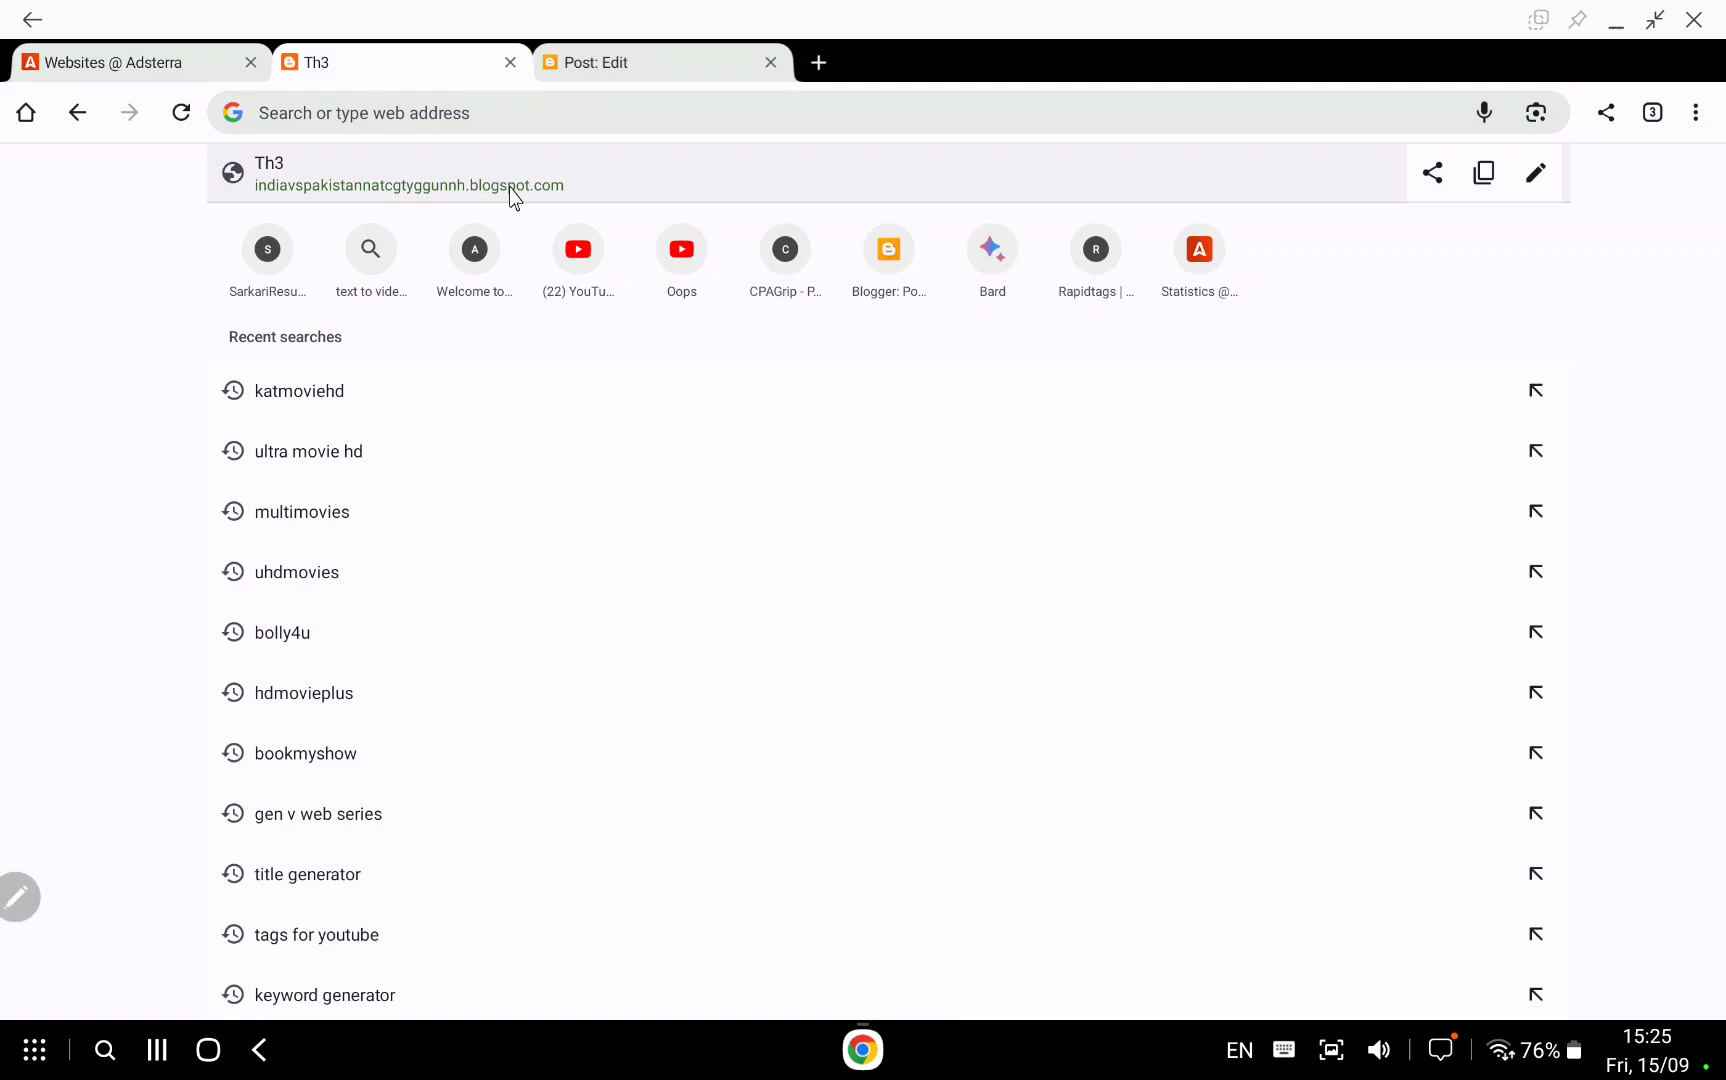 Websites @ Adsterra
Th3
Post: Edit
Search or type web address
3
Th3
indiavspakistannatcgtyggunnh.blogspot.com
S
A
C
R
SarkariResu...
text to vide...
Welcome to...
(22) YouTu...
Oops
CPAGrip - P...
Blogger: Po...
Bard
Rapidtags | ...
Statistics @...
Recent searches
katmoviehd
ultra movie hd
multimovies
uhdmovies
bolly4u
hdmovieplus
bookmyshow
gen v web series
title generator
tags for youtube
keyword generator
EN
76%
15:25
Fri, 15/09